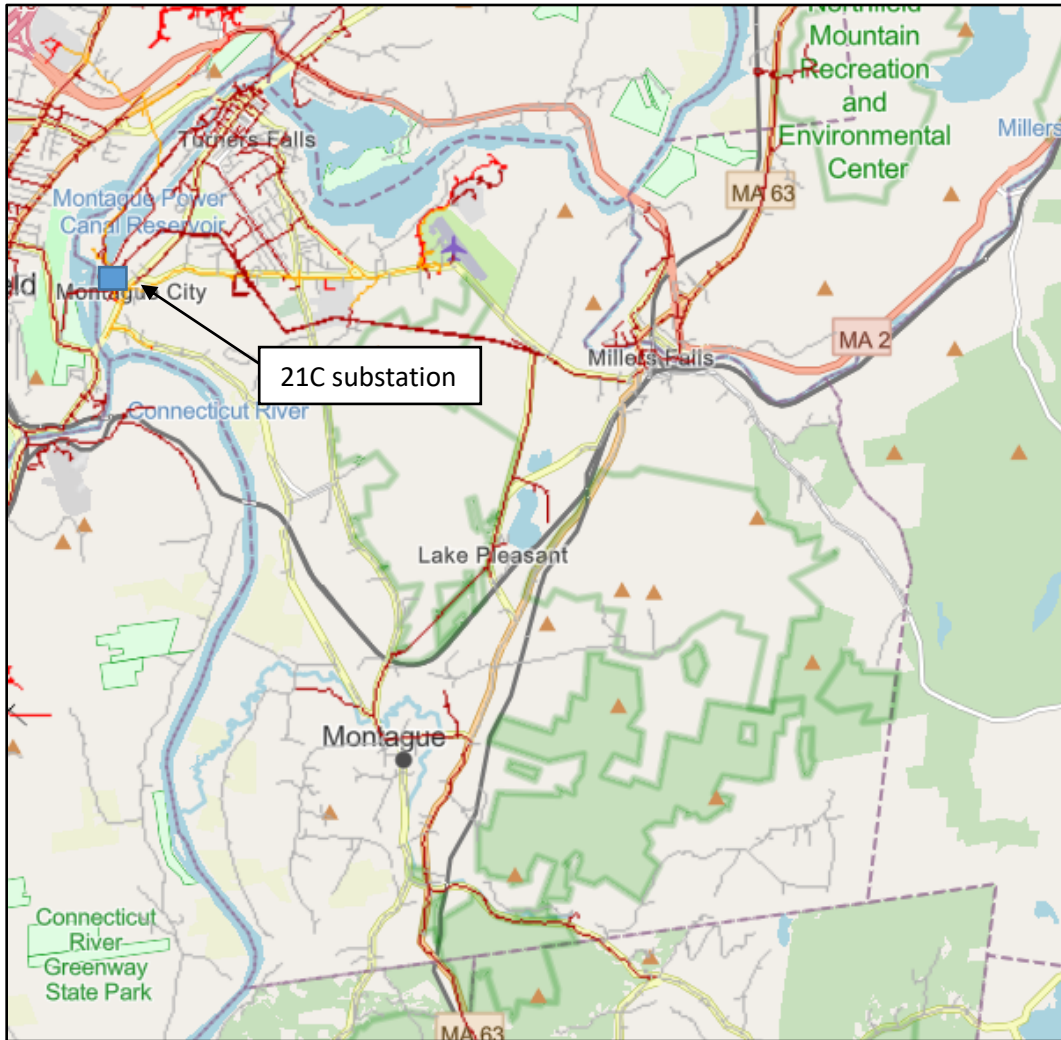 Northfield
Mountain
Recreation
and
Environmental
Center
Millers
Turners Falls
MA 63
Montague Power
Canal Reservoir
Montague City
21C substation
Millers Falls
MA 2
Connecticut River
Lake Pleasant
Montague
Connecticut
River
Greenway
State Park
MA 63